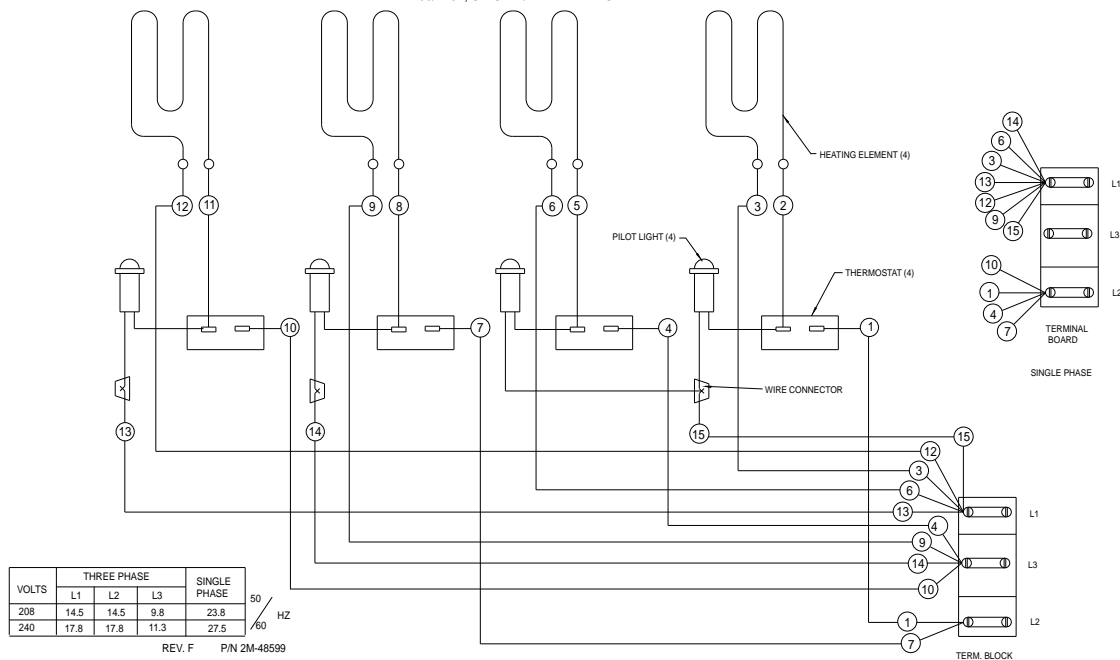 HEATING ELEMENT (4)
12
11
9
8
6
5
3
2
PILOT LIGHT (4)
THERMOSTAT (4)
10
7
4
1
WIRE CONNECTOR
13
14
15
15
12
3
6
13
4
9
14
10
1
7
L1
L3
L2
TERM. BLOCK
14
6
3
13
12
9
15
10
1
4
7
L1
L3
L2
TERMINAL
BOARD
SINGLE PHASE
VOLTS THREE PHASE SINGLE PHASE
L1 L2 L3
208 14.5 14.5 9.8 23.8
240 17.8 17.8 11.3 27.5
50/60 HZ
REV. F P/N 2M-48599